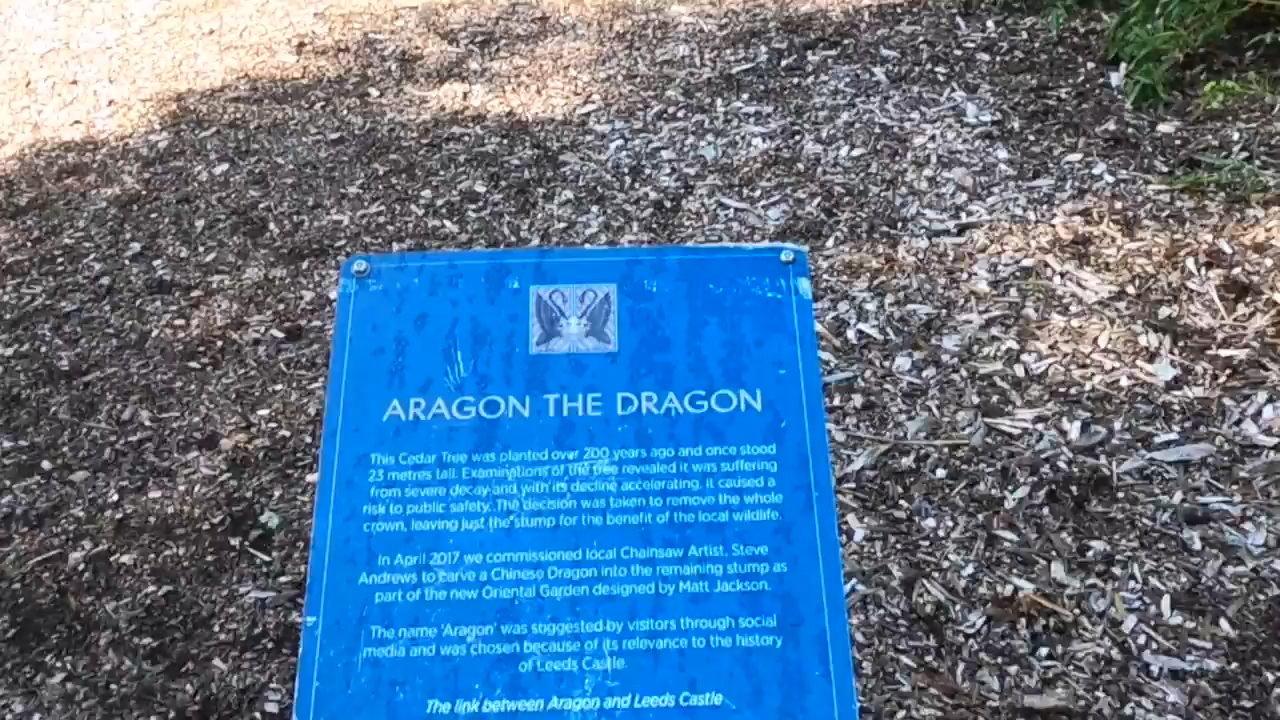 ARAGON THE DRAGON
This Cedar Tree was planted over 200 years ago and once stood
23 metres tall. Examinations of the tree revealed it was suffering
from severe decay and with its decline accelerating, it caused a
risk to public safety. The decision was taken to remove the whole
crown, leaving just the stump for the benefit of the local wildlife.
In April 2017 we commissioned local Chainsaw Artist, Steve
Andrews to carve a Chinese Dragon into the remaining stump as
part of the new Oriental Garden designed by Matt Jackson.
The name 'Aragon' was suggested by visitors through social
media and was chosen because of its relevance to the history
of Leeds Castle.
The link between Aragon and Leeds Castle